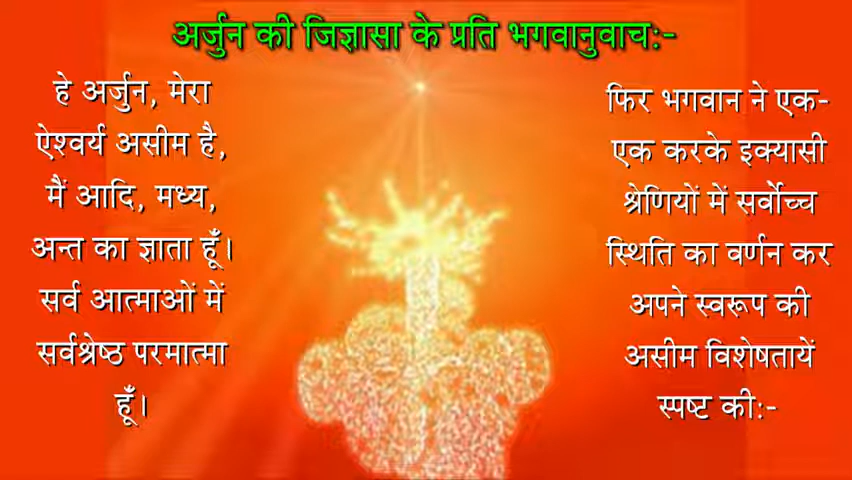 अर्जुन की जिज्ञासा के प्रति भगवानुवाच:-
हे अर्जुन, मेरा
ऐश्वर्य असीम है,
मैं आदि, मध्य,
अन्त का ज्ञाता हूँ।
सर्व आत्माओं में
सर्वश्रेष्ठ परमात्मा
हूँ।
फिर भगवान ने एक-
एक करके इक्यासी
श्रेणियों में सर्वोच्च
स्थिति का वर्णन कर
अपने स्वरूप की
असीम विशेषतायें
स्पष्ट की:-